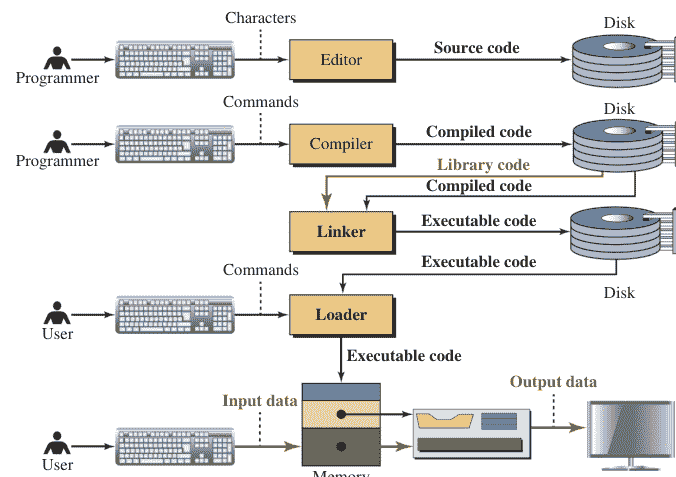 Characters
Disk
Programmer
Editor
Source code
Commands
Disk
Programmer
Compiler
Compiled code
Library code
Compiled code
Linker
Executable code
Executable code
Commands
Disk
User
Loader
Executable code
Input data
Output data
User
Memory